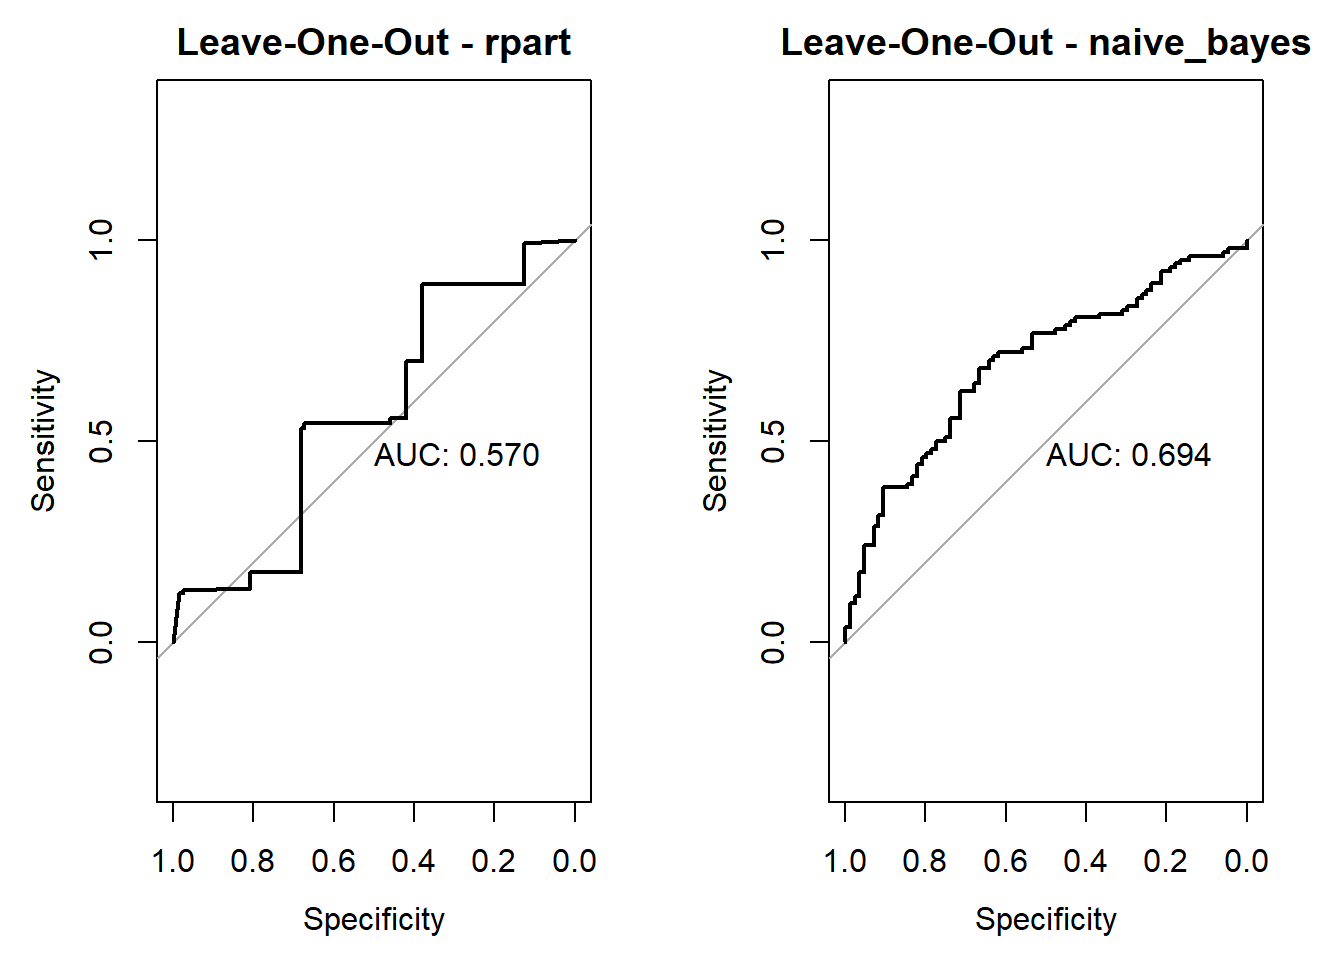 Leave-One-Out - rpart
Sensitivity
1.0
0.5
0.0
AUC: 0.570
1.0 0.8 0.6 0.4 0.2 0.0
Specificity
Leave-One-Out - naive_bayes
Sensitivity
1.0
0.5
0.0
AUC: 0.694
1.0 0.8 0.6 0.4 0.2 0.0
Specificity